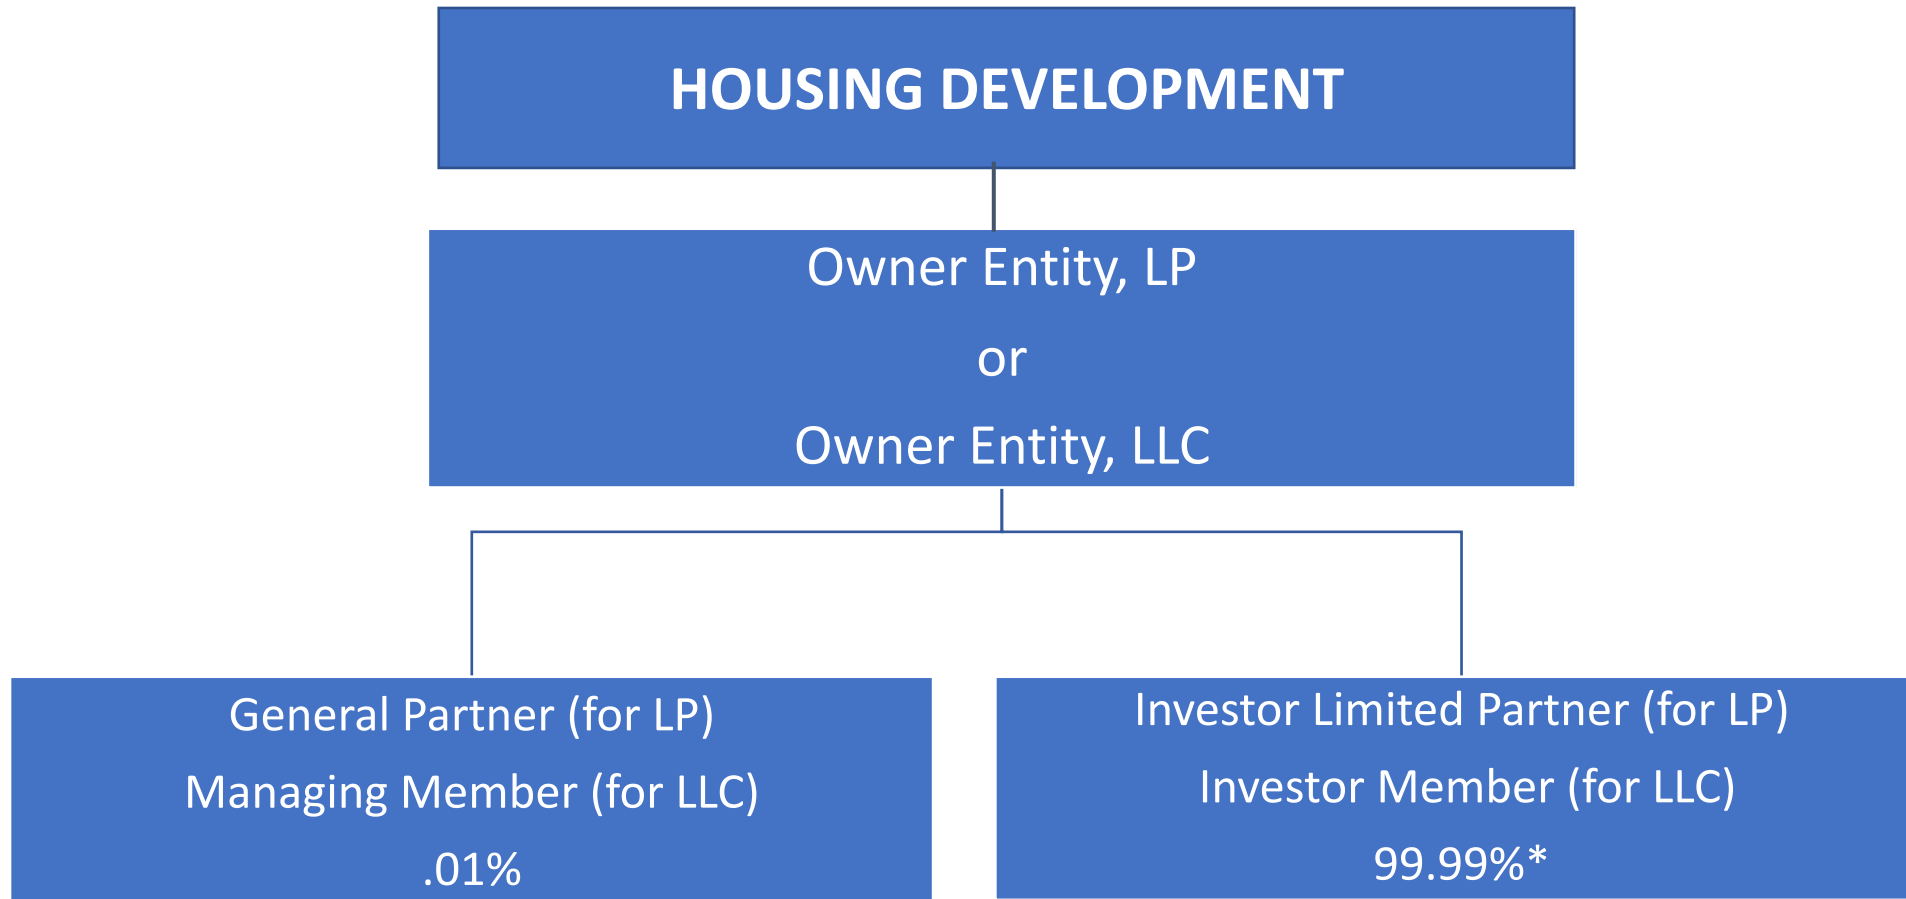 HOUSING DEVELOPMENT
Owner Entity, LP
or
Owner Entity, LLC
General Partner (for LP)
Managing Member (for LLC)
.01%
Investor Limited Partner (for LP)
Investor Member (for LLC)
99.99%*